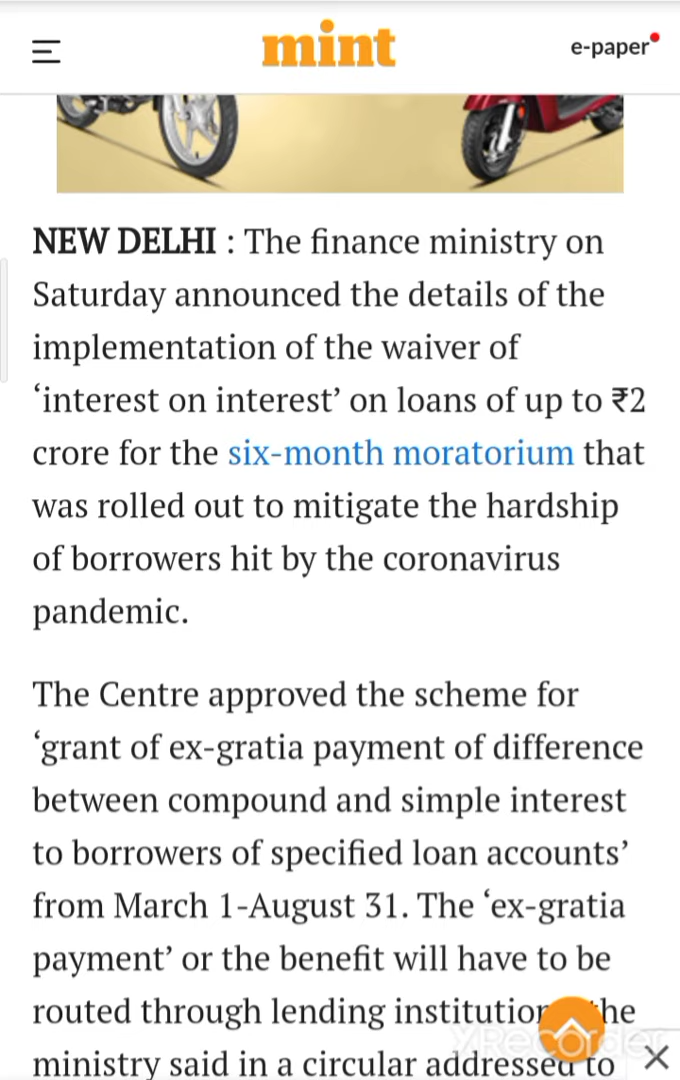 mint
e-paper
NEW DELHI : The finance ministry on
Saturday announced the details of the
implementation of the waiver of
‘interest on interest’ on loans of up to ₹2
crore for the six-month moratorium that
was rolled out to mitigate the hardship
of borrowers hit by the coronavirus
pandemic.
The Centre approved the scheme for
‘grant of ex-gratia payment of difference
between compound and simple interest
to borrowers of specified loan accounts’
from March 1-August 31. The ‘ex-gratia
payment’ or the benefit will have to be
routed through lending
ministry said in a circular addressed to
XRecorder